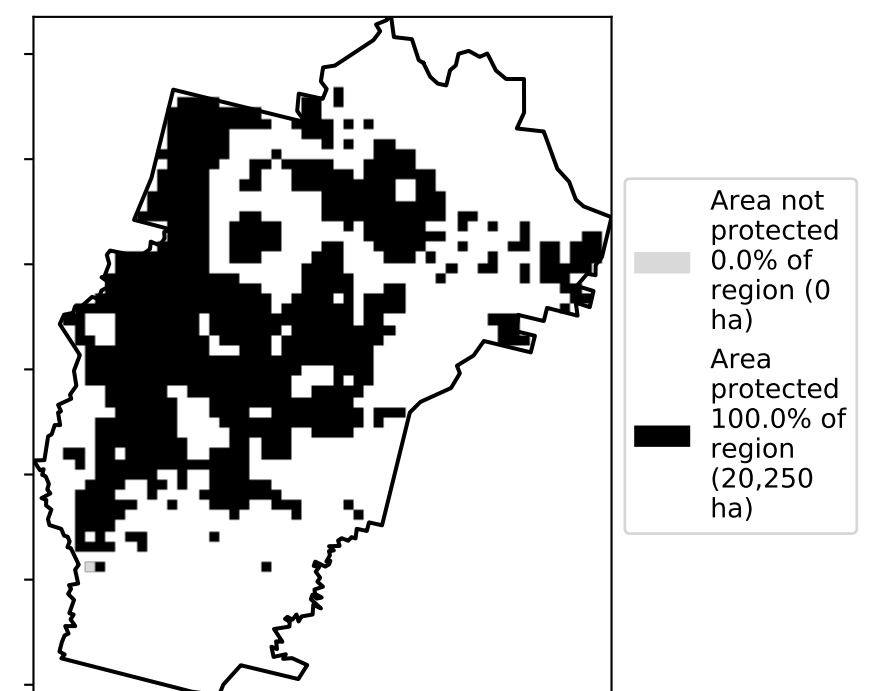 Area not
protected
0.0% of
region (0
ha)
Area
protected
100.0% of
region
(20,250
ha)